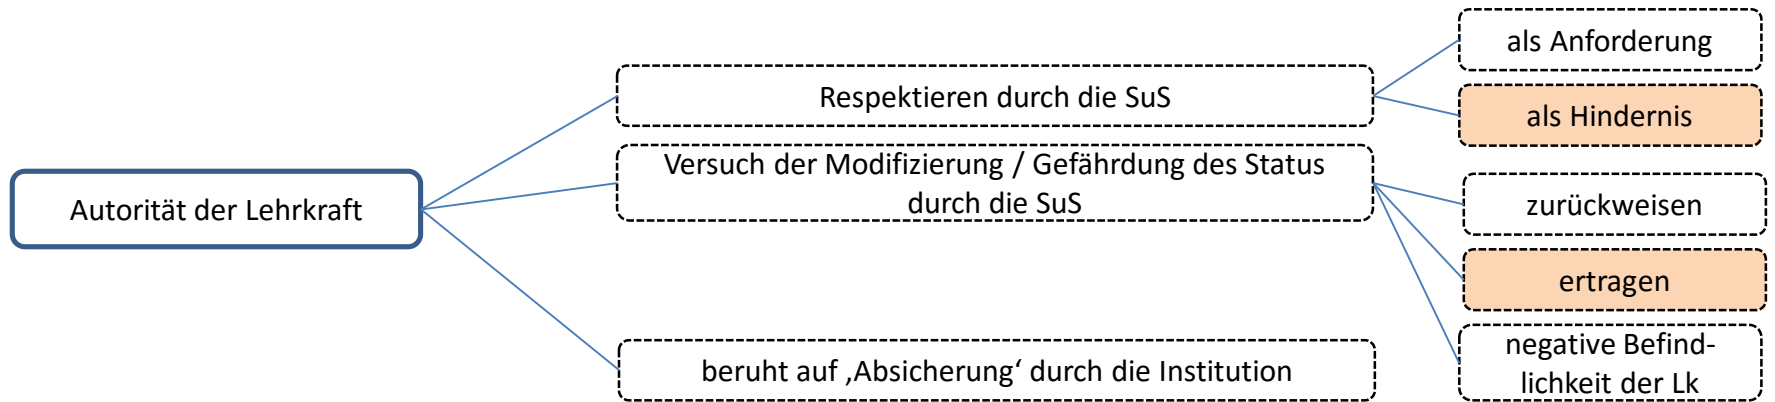 Autorität der Lehrkraft
Respektieren durch die SuS
als Anforderung
als Hindernis
Versuch der Modifizierung / Gefährdung des Status
durch die SuS
zurückweisen
ertragen
negative Befind-
lichkeit der Lk
beruht auf ‚Absicherung‘ durch die Institution